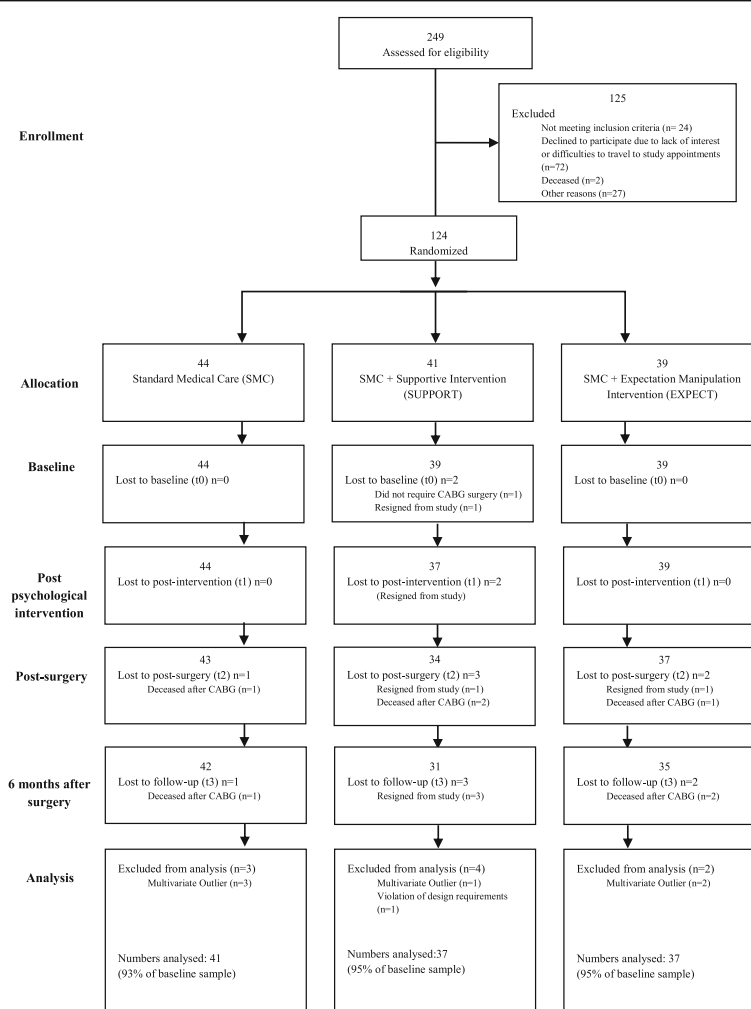 249
Assessed for eligibility
Enrollment
125
Excluded
Not meeting inclusion criteria (n= 24)
Declined to participate due to lack of interest
or difficulties to travel to study appointments
(n=72)
Deceased (n=2)
Other reasons (n=27)
124
Randomized
Allocation
44
Standard Medical Care (SMC)
41
SMC + Supportive Intervention
(SUPPORT)
39
SMC + Expectation Manipulation
Intervention (EXPECT)
Baseline
44
Lost to baseline (t0) n=0
39
Lost to baseline (t0) n=2
Did not require CABG surgery (n=1)
Resigned from study (n=1)
39
Lost to baseline (t0) n=0
Post
psychological
intervention
44
Lost to post-intervention (t1) n=0
37
Lost to post-intervention (t1) n=2
(Resigned from study)
39
Lost to post-intervention (t1) n=0
Post-surgery
43
Lost to post-surgery (t2) n=1
Deceased after CABG (n=1)
34
Lost to post-surgery (t2) n=3
Resigned from study (n=1)
Deceased after CABG (n=2)
37
Lost to post-surgery (t2) n=2
Resigned from study (n=1)
Deceased after CABG (n=1)
6 months after
surgery
42
Lost to follow-up (t3) n=1
Deceased after CABG (n=1)
31
Lost to follow-up (t3) n=3
Resigned from study (n=3)
35
Lost to follow-up (t3) n=2
Deceased after CABG (n=2)
Analysis
Excluded from analysis (n=3)
Multivariate Outlier (n=3)
Numbers analysed: 41
(93% of baseline sample)
Excluded from analysis (n=4)
Multivariate Outlier (n=1)
Violation of design requirements
(n=1)
Numbers analysed:37
(95% of baseline sample)
Excluded from analysis (n=2)
Multivariate Outlier (n=2)
Numbers analysed: 37
(95% of baseline sample)